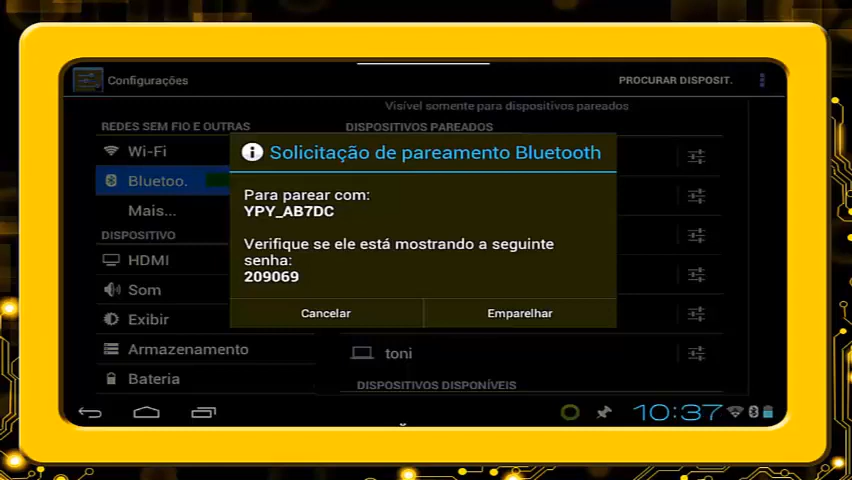 Configurações
PROCURAR DISPOSIT.
Visível somente para dispositivos pareados
REDES SEM FIO E OUTRAS
DISPOSITIVOS PAREADOS
Wi-Fi
Bluetoo.
Mais...
DISPOSITIVO
HDMI
Som
Exibir
Armazenamento
Bateria
Solicitação de pareamento Bluetooth
Para parear com:
YPY_AB7DC
Verifique se ele está mostrando a seguinte
senha:
209069
Cancelar
Emparelhar
toni
DISPOSITIVOS DISPONÍVEIS
10:37